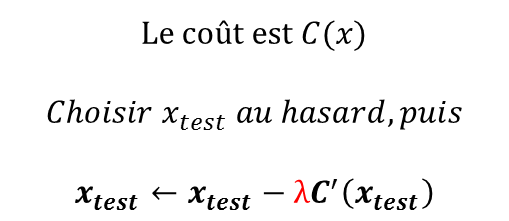 Le coût est C(x)
Choisir x_test au hasard, puis
x_test ← x_test − λC′(x_test)